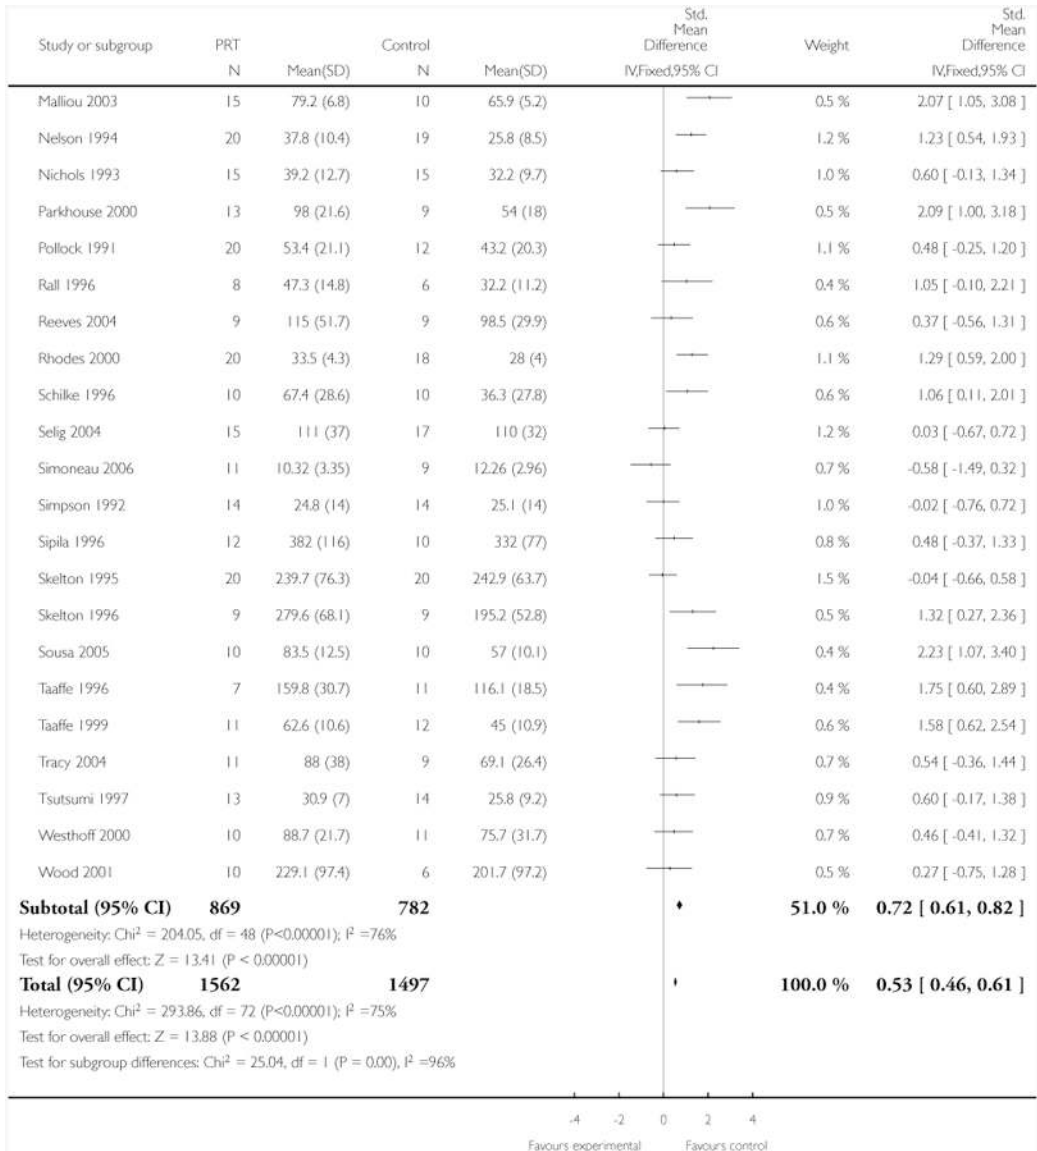 Std. Mean Difference Std. Mean Difference
Study or subgroup PRT Control Weight
N Mean(SD) N Mean(SD) IV,Fixed,95% CI IV,Fixed,95% CI
Malliou 2003 15 79.2 (6.8) 10 65.9 (5.2) 0.5 % 2.07 [ 1.05, 3.08 ]
Nelson 1994 20 37.8 (10.4) 19 25.8 (8.5) 1.2 % 1.23 [ 0.54, 1.93 ]
Nichols 1993 15 39.2 (12.7) 15 32.2 (9.7) 1.0 % 0.60 [ -0.13, 1.34 ]
Parkhouse 2000 13 98 (21.6) 9 54 (18) 0.5 % 2.09 [ 1.00, 3.18 ]
Pollock 1991 20 53.4 (21.1) 12 43.2 (20.3) 1.1 % 0.48 [ -0.25, 1.20 ]
Rall 1996 8 47.3 (14.8) 6 32.2 (11.2) 0.4 % 1.05 [ -0.10, 2.21 ]
Reeves 2004 9 115 (51.7) 9 98.5 (29.9) 0.6 % 0.37 [ -0.56, 1.31 ]
Rhodes 2000 20 33.5 (4.3) 18 28 (4) 1.1 % 1.29 [ 0.59, 2.00 ]
Schilke 1996 10 67.4 (28.6) 10 36.3 (27.8) 0.6 % 1.06 [ 0.11, 2.01 ]
Selig 2004 15 111 (37) 17 110 (32) 1.2 % 0.03 [ -0.67, 0.72 ]
Simoneau 2006 11 10.32 (3.35) 9 12.26 (2.96) 0.7 % -0.58 [ -1.49, 0.32 ]
Simpson 1992 14 24.8 (14) 14 25.1 (14) 1.0 % -0.02 [ -0.76, 0.72 ]
Sipila 1996 12 382 (116) 10 332 (77) 0.8 % 0.48 [ -0.37, 1.33 ]
Skelton 1995 20 239.7 (76.3) 20 242.9 (63.7) 1.5 % -0.04 [ -0.66, 0.58 ]
Skelton 1996 9 279.6 (68.1) 9 195.2 (52.8) 0.5 % 1.32 [ 0.27, 2.36 ]
Sousa 2005 10 83.5 (12.5) 10 57 (10.1) 0.4 % 2.23 [ 1.07, 3.40 ]
Taaffe 1996 7 159.8 (30.7) 11 116.1 (18.5) 0.4 % 1.75 [ 0.60, 2.89 ]
Taaffe 1999 11 62.6 (10.6) 12 45 (10.9) 0.6 % 1.58 [ 0.62, 2.54 ]
Tracy 2004 11 88 (38) 9 69.1 (26.4) 0.7 % 0.54 [ -0.36, 1.44 ]
Tsutsumi 1997 13 30.9 (7) 14 25.8 (9.2) 0.9 % 0.60 [ -0.17, 1.38 ]
Westhoff 2000 10 88.7 (21.7) 11 75.7 (31.7) 0.7 % 0.46 [ -0.41, 1.32 ]
Wood 2001 10 229.1 (97.4) 6 201.7 (97.2) 0.5 % 0.27 [ -0.75, 1.28 ]
Subtotal (95% CI) 869 782 51.0 % 0.72 [ 0.61, 0.82 ]
Heterogeneity: Chi² = 204.05, df = 48 (P<0.00001); I² =76%
Test for overall effect: Z = 13.41 (P < 0.00001)
Total (95% CI) 1562 1497 100.0 % 0.53 [ 0.46, 0.61 ]
Heterogeneity: Chi² = 293.86, df = 72 (P<0.00001); I² =75%
Test for overall effect: Z = 13.88 (P < 0.00001)
Test for subgroup differences: Chi² = 25.04, df = 1 (P = 0.00), I² =96%
-4 -2 0 2 4
Favours experimental Favours control